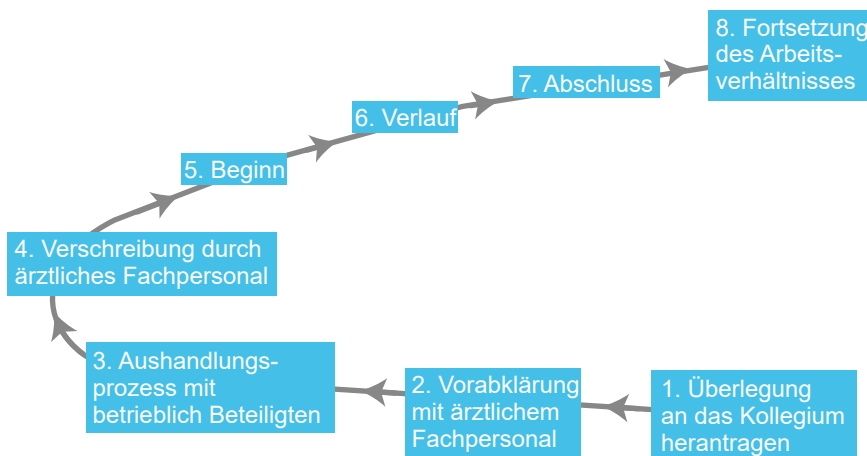 8. Fortsetzung
des Arbeits-
verhältnisses
7. Abschluss
6. Verlauf
5. Beginn
4. Verschreibung durch
ärztliches Fachpersonal
3. Aushandlungs-
prozess mit
betrieblich Beteiligten
2. Vorabklärung
mit ärztlichem
Fachpersonal
1. Überlegung
an das Kollegium
herantragen